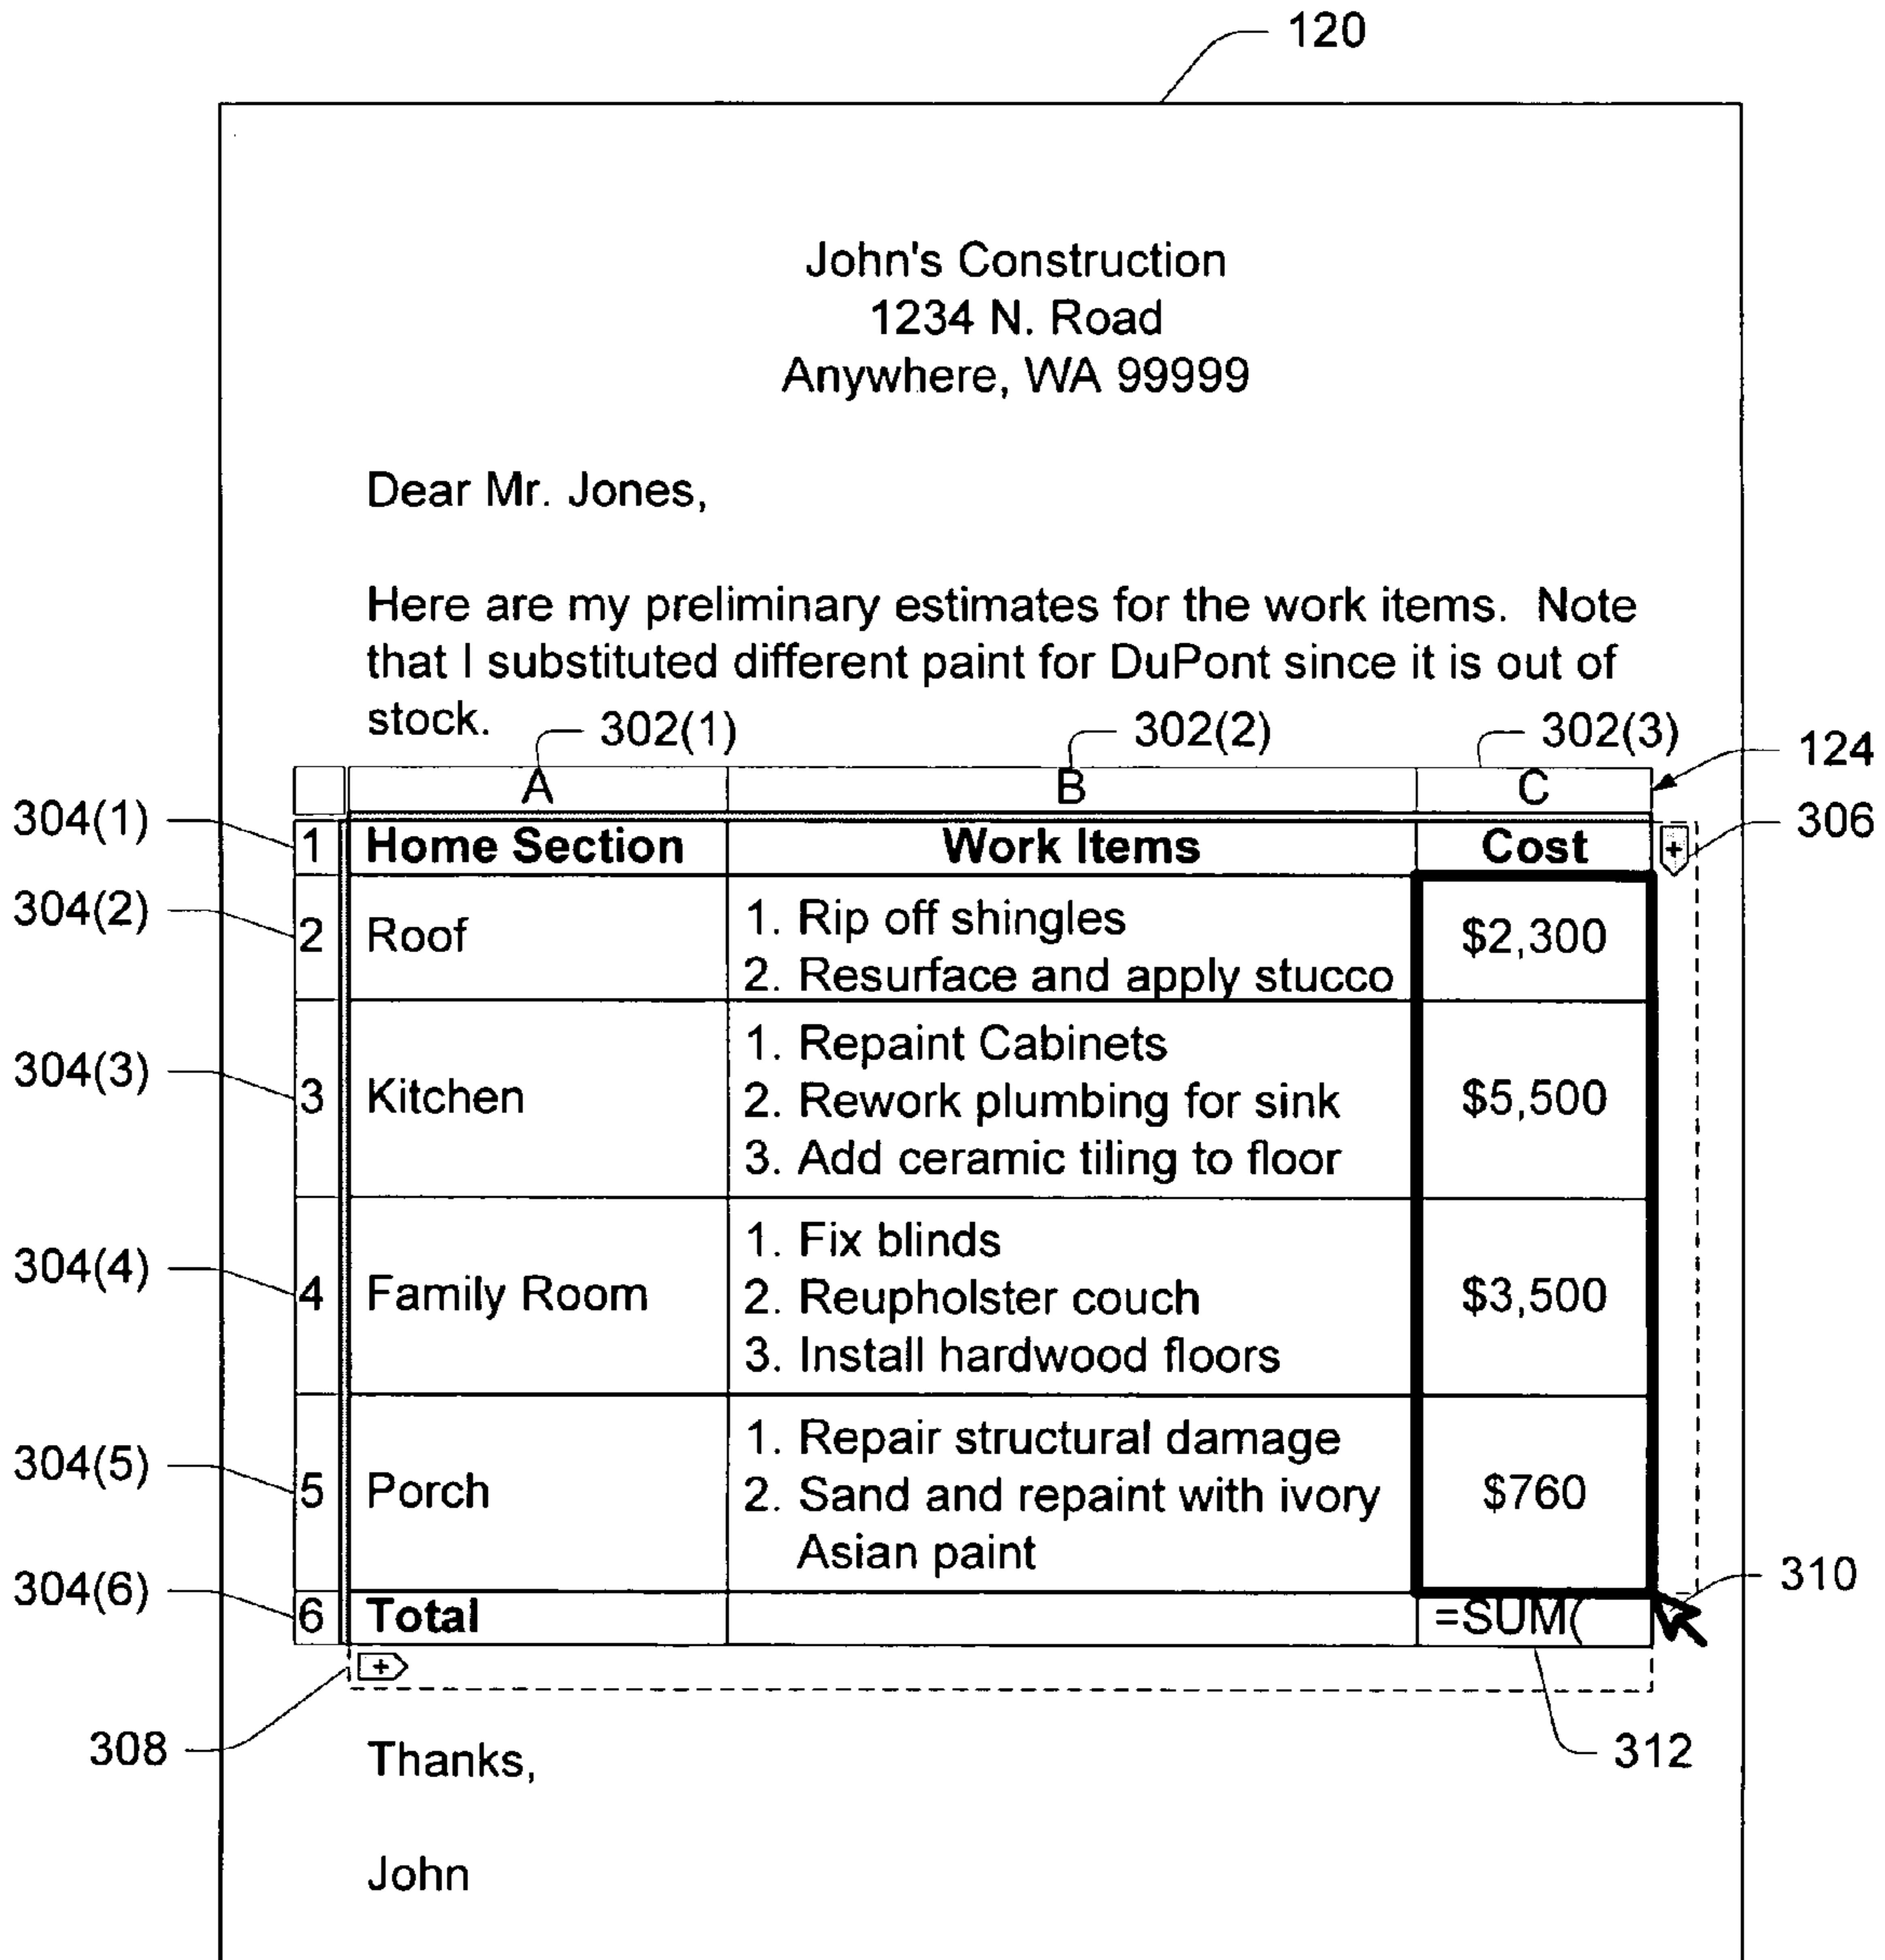 120
John's Construction
1234 N. Road
Anywhere, WA 99999
Dear Mr. Jones,
Here are my preliminary estimates for the work items. Note
that I substituted different paint for DuPont since it is out of
stock.
302(1) 302(2) 302(3)
124
A B C
304(1) 1 Home Section Work Items Cost + 306
304(2) 2 Roof
1. Rip off shingles
2. Resurface and apply stucco
$2,300
304(3) 3 Kitchen
1. Repaint Cabinets
2. Rework plumbing for sink
3. Add ceramic tiling to floor
$5,500
304(4) 4 Family Room
1. Fix blinds
2. Reupholster couch
3. Install hardwood floors
$3,500
304(5) 5 Porch
1. Repair structural damage
2. Sand and repaint with ivory
Asian paint
$760
304(6) 6 Total =SUM( 310
+
308 312
Thanks,
John